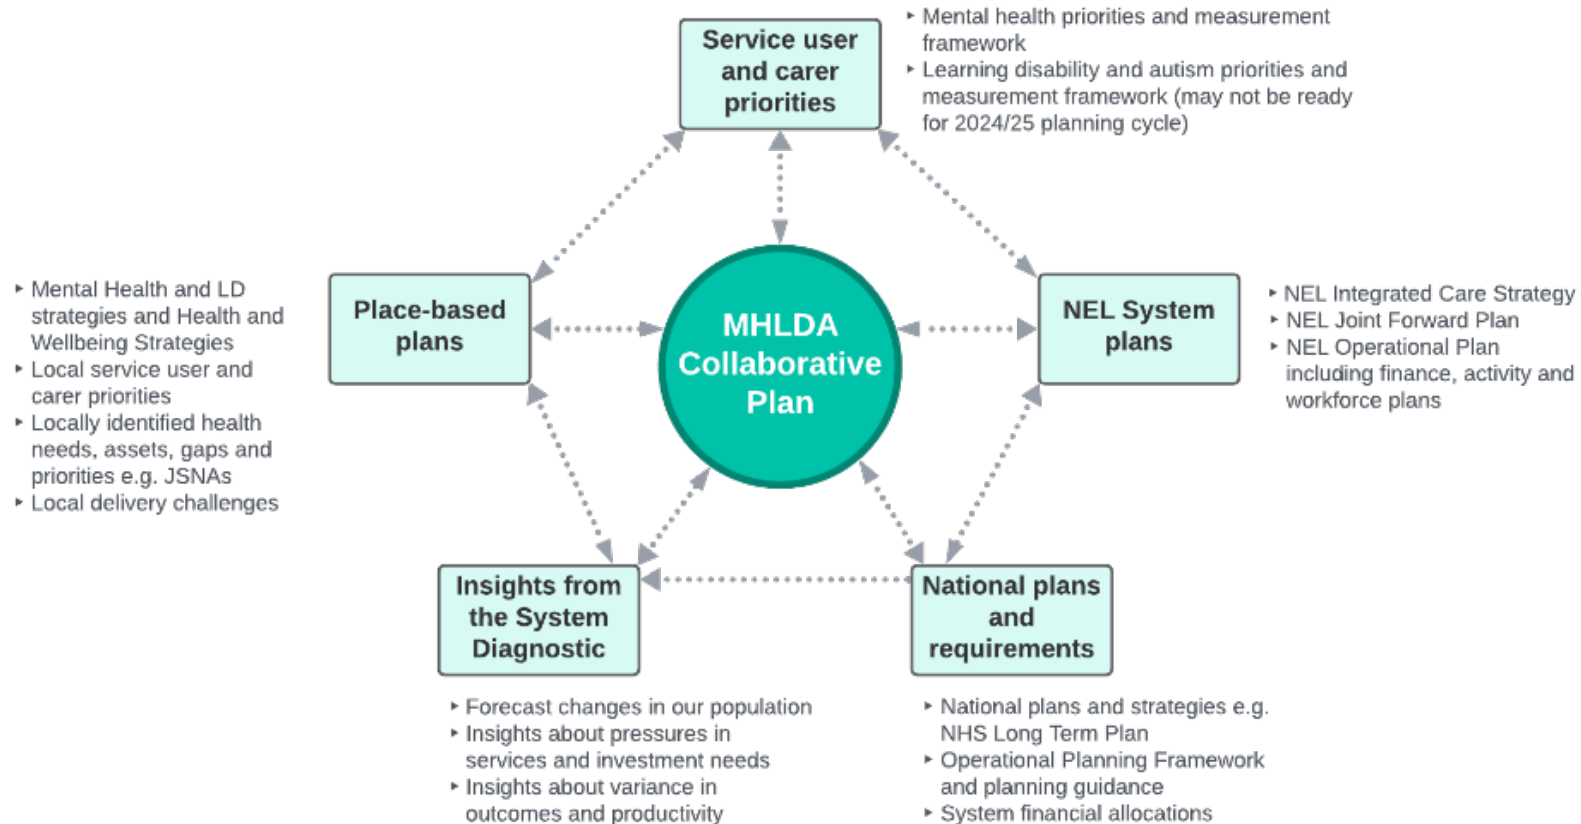 Service user
and carer
priorities
‣ Mental health priorities and measurement
framework
‣ Learning disability and autism priorities and
measurement framework (may not be ready
for 2024/25 planning cycle)
‣ Mental Health and LD
strategies and Health and
Wellbeing Strategies
‣ Local service user and
carer priorities
‣ Locally identified health
needs, assets, gaps and
priorities e.g. JSNAs
‣ Local delivery challenges
Place-based
plans
MHLDA
Collaborative
Plan
NEL System
plans
‣ NEL Integrated Care Strategy
‣ NEL Joint Forward Plan
‣ NEL Operational Plan
including finance, activity and
workforce plans
Insights from
the System
Diagnostic
‣ Forecast changes in our population
‣ Insights about pressures in
services and investment needs
‣ Insights about variance in
outcomes and productivity
National plans
and
requirements
‣ National plans and strategies e.g.
NHS Long Term Plan
‣ Operational Planning Framework
and planning guidance
‣ System financial allocations